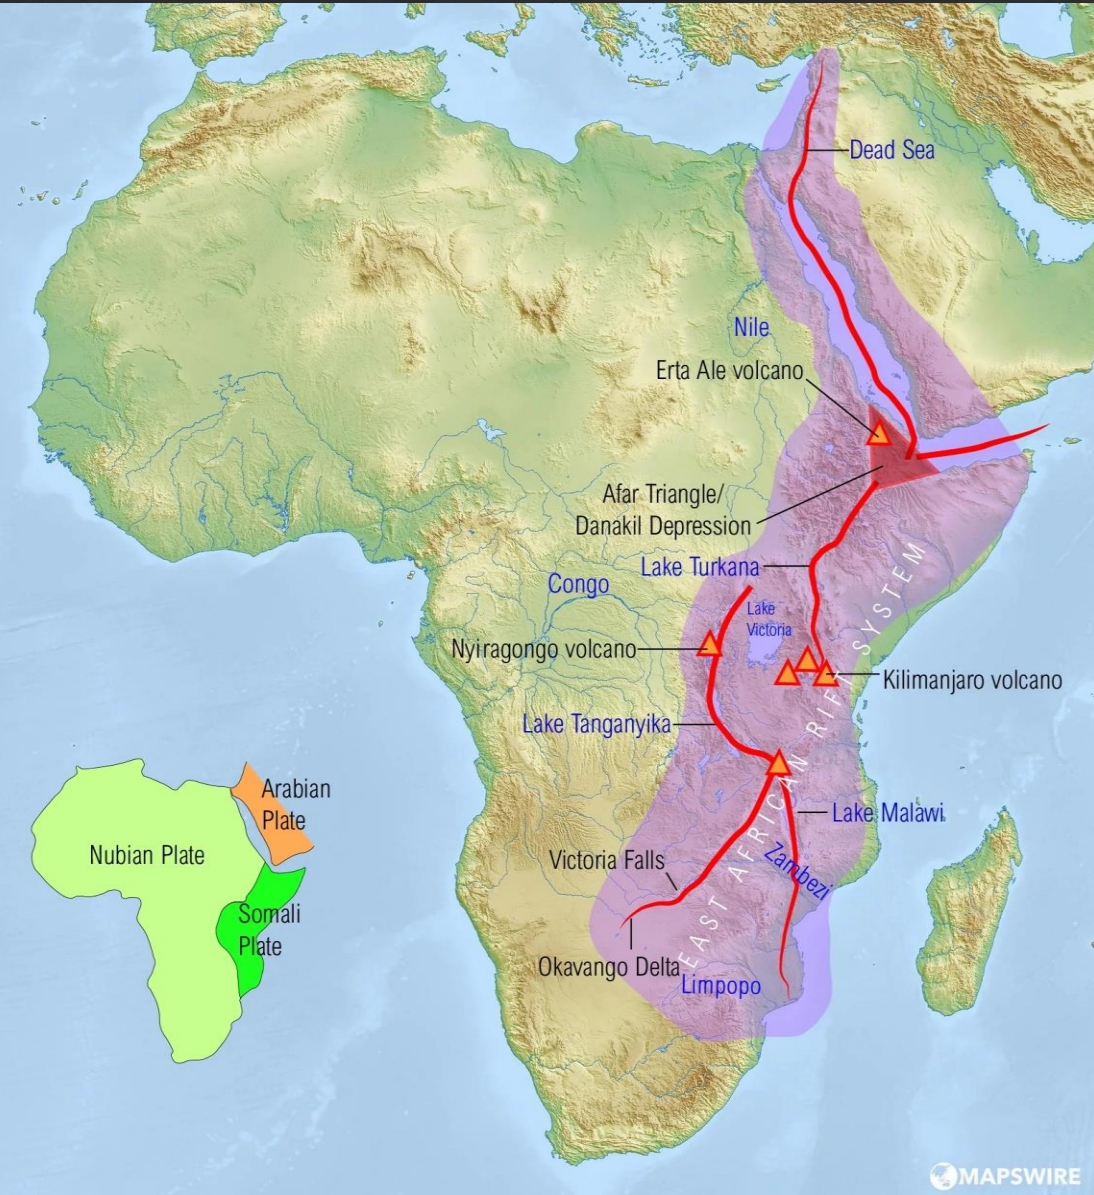 Dead Sea
Nile
Erta Ale volcano
Afar Triangle/
Danakil Depression
Lake Turkana
Congo
Lake
Victoria
Nyiragongo volcano
Kilimanjaro volcano
Lake Tanganyika
EAST AFRICAN RIFT SYSTEM
Lake Malawi
Victoria Falls
Zambezi
Okavango Delta
Limpopo
Arabian
Plate
Nubian Plate
Somali
Plate
MAPSWIRE